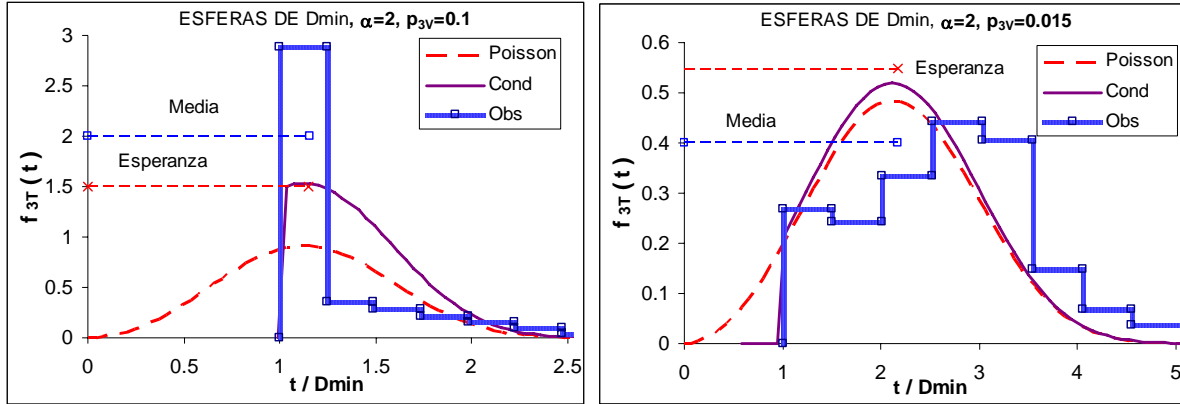 ESFERAS DE Dmin, α=2, p3V=0.1
f 3T (t)
3
2.5
2
1.5
1
0.5
0
Poisson
Cond
Obs
Media
Esperanza
0 0.5 1 1.5 2 2.5
t / Dmin
ESFERAS DE Dmin, α=2, p3V=0.015
f 3T (t)
0.6
0.5
0.4
0.3
0.2
0.1
0
Esperanza
Poisson
Cond
Obs
Media
0 1 2 3 4 5
t / Dmin